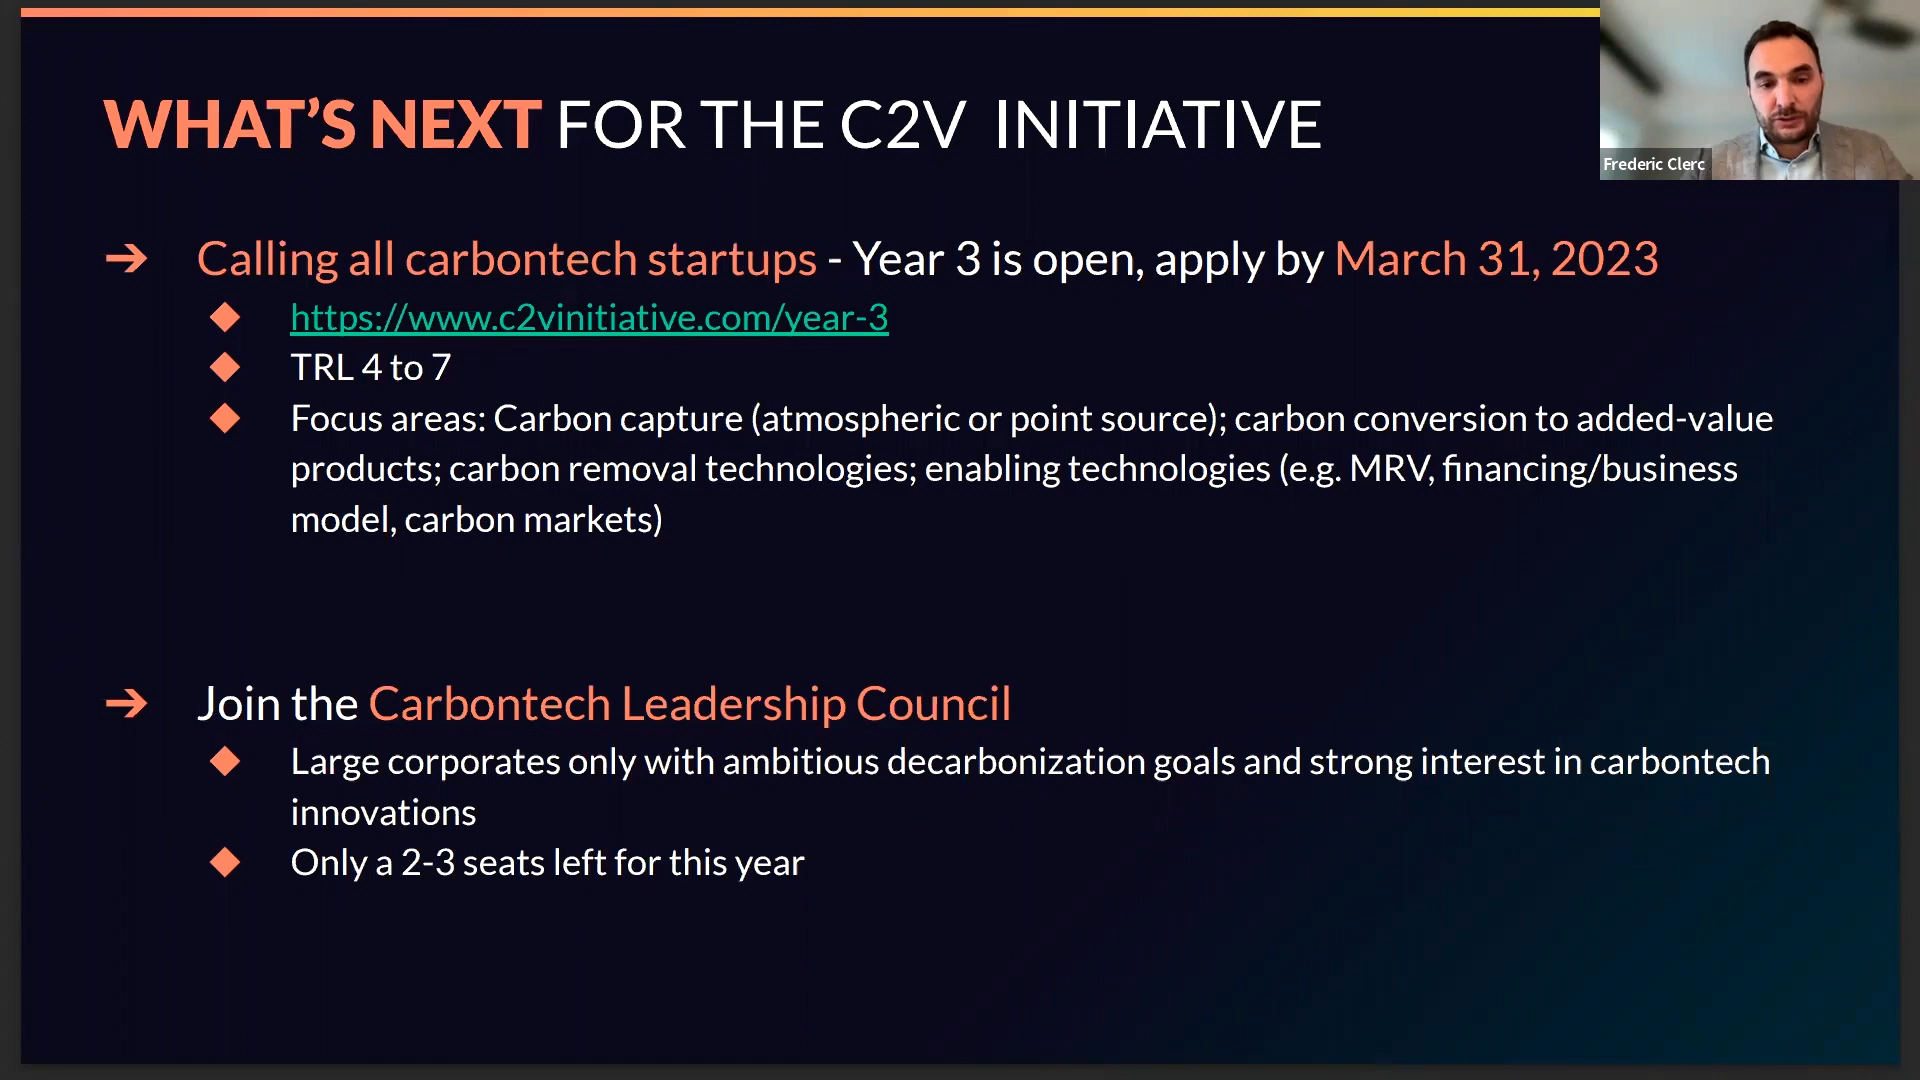 WHAT’S NEXT FOR THE C2V INITIATIVE
Frederic Clerc
➔ Calling all carbontech startups - Year 3 is open, apply by March 31, 2023
◆ https://www.c2vinitiative.com/year-3
◆ TRL 4 to 7
◆ Focus areas: Carbon capture (atmospheric or point source); carbon conversion to added-value
products; carbon removal technologies; enabling technologies (e.g. MRV, financing/business
model, carbon markets)
➔ Join the Carbontech Leadership Council
◆ Large corporates only with ambitious decarbonization goals and strong interest in carbontech
innovations
◆ Only a 2-3 seats left for this year